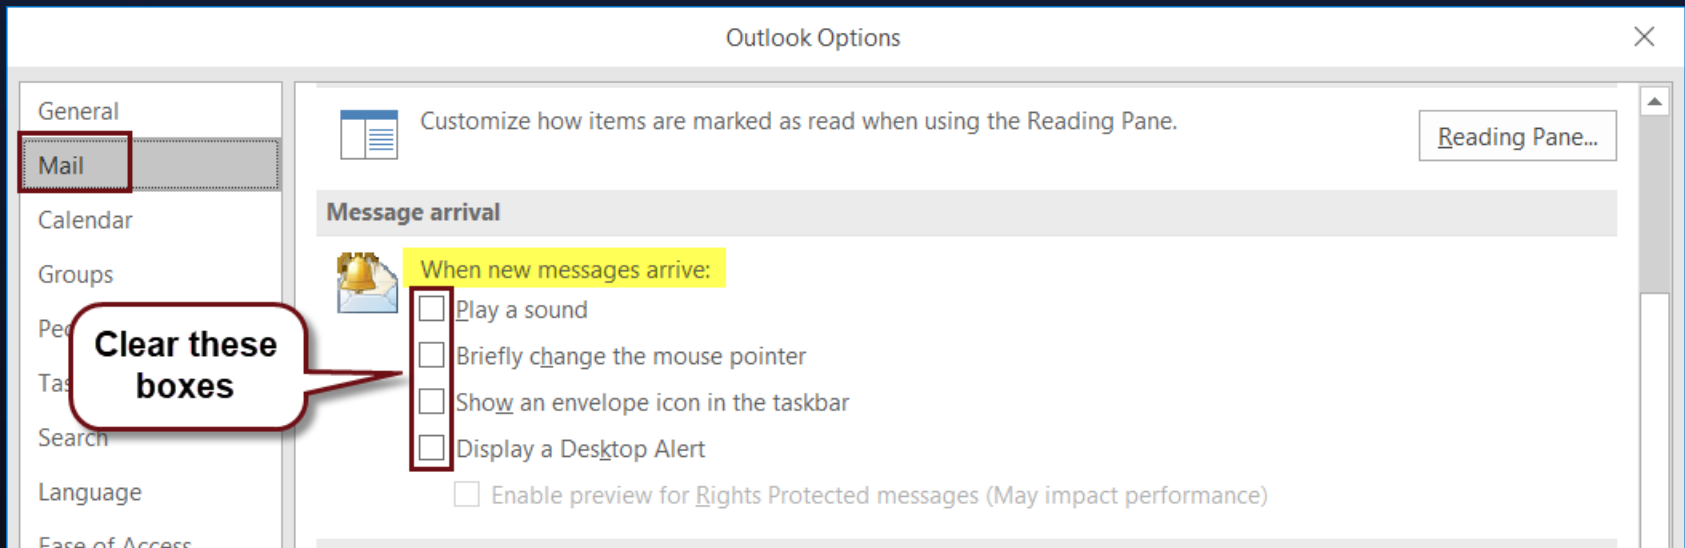 Outlook Options
General
Mail
Calendar
Groups
Search
Language
Ease of Access
Clear these
boxes
Customize how items are marked as read when using the Reading Pane.
Reading Pane...
Message arrival
When new messages arrive:
Play a sound
Briefly change the mouse pointer
Show an envelope icon in the taskbar
Display a Desktop Alert
Enable preview for Rights Protected messages (May impact performance)